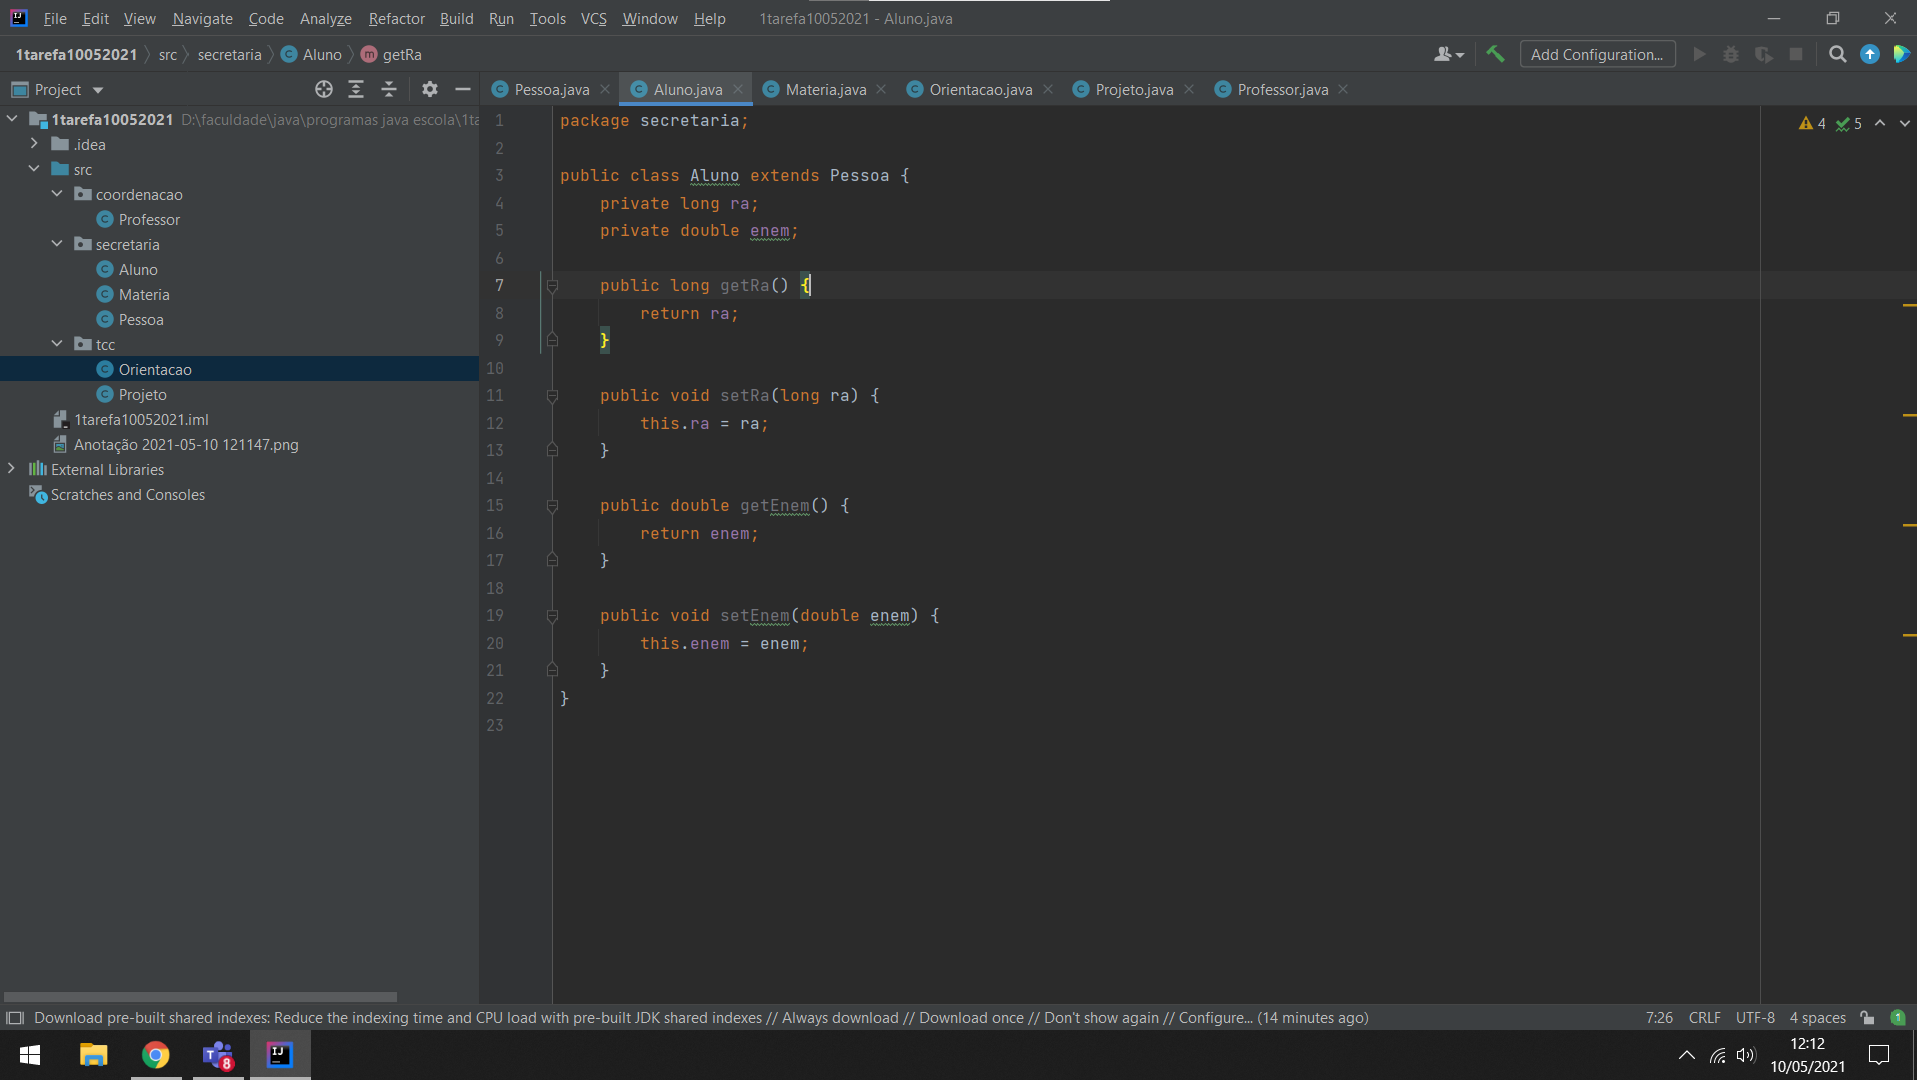 File Edit View Navigate Code Analyze Refactor Build Run Tools VCS Window Help 1tarefa10052021 - Aluno.java
1tarefa10052021 src secretaria Aluno getRa Add Configuration...
Project
Pessoa.java Aluno.java Materia.java Orientacao.java Projeto.java Professor.java
1tarefa10052021 D:\faculdade\java\programas java escola\1ta
.idea
src
coordenacao
Professor
secretaria
Aluno
Materia
Pessoa
tcc
Orientacao
Projeto
1tarefa10052021.iml
Anotação 2021-05-10 121147.png
External Libraries
Scratches and Consoles
4 5
1 package secretaria;
2
3 public class Aluno extends Pessoa {
4 private long ra;
5 private double enem;
6
7 public long getRa() {
8 return ra;
9 }
10
11 public void setRa(long ra) {
12 this.ra = ra;
13 }
14
15 public double getEnem() {
16 return enem;
17 }
18
19 public void setEnem(double enem) {
20 this.enem = enem;
21 }
22 }
23
Download pre-built shared indexes: Reduce the indexing time and CPU load with pre-built JDK shared indexes // Always download // Download once // Don't show again // Configure... (14 minutes ago) 7:26 CRLF UTF-8 4 spaces 1
T 8 IJ
12:12
10/05/2021